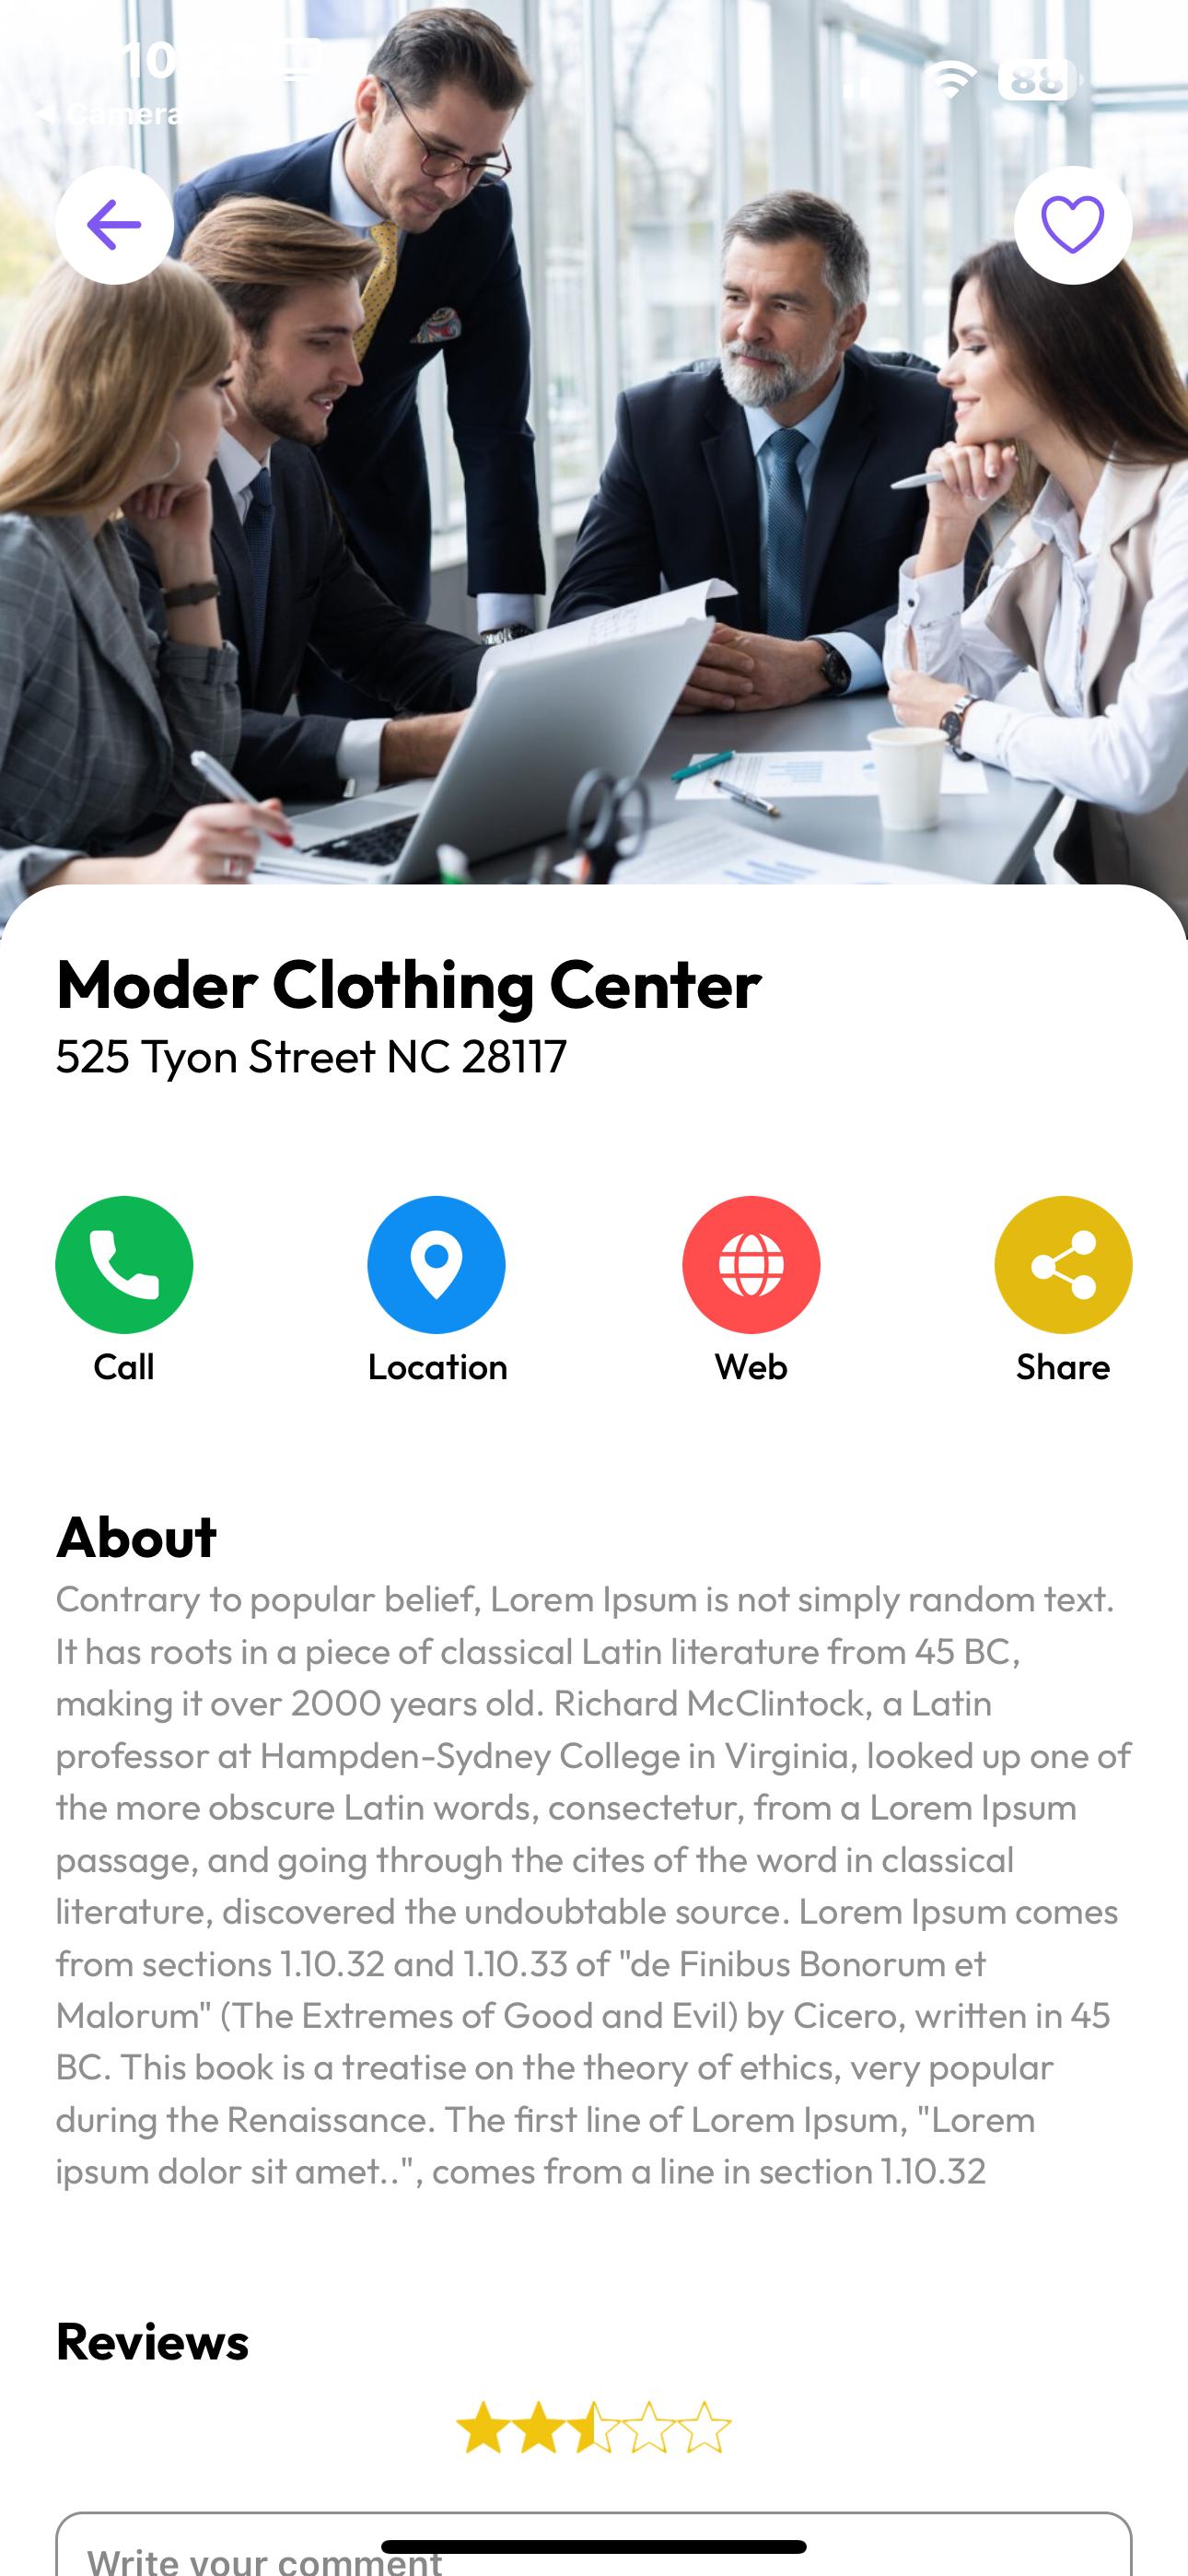 Camera
88
Moder Clothing Center
525 Tyon Street NC 28117
Call
Location
Web
Share
About
Contrary to popular belief, Lorem Ipsum is not simply random text.
It has roots in a piece of classical Latin literature from 45 BC,
making it over 2000 years old. Richard McClintock, a Latin
professor at Hampden-Sydney College in Virginia, looked up one of
the more obscure Latin words, consectetur, from a Lorem Ipsum
passage, and going through the cites of the word in classical
literature, discovered the undoubtable source. Lorem Ipsum comes
from sections 1.10.32 and 1.10.33 of "de Finibus Bonorum et
Malorum" (The Extremes of Good and Evil) by Cicero, written in 45
BC. This book is a treatise on the theory of ethics, very popular
during the Renaissance. The first line of Lorem Ipsum, "Lorem
ipsum dolor sit amet..", comes from a line in section 1.10.32
Reviews
Write your comment